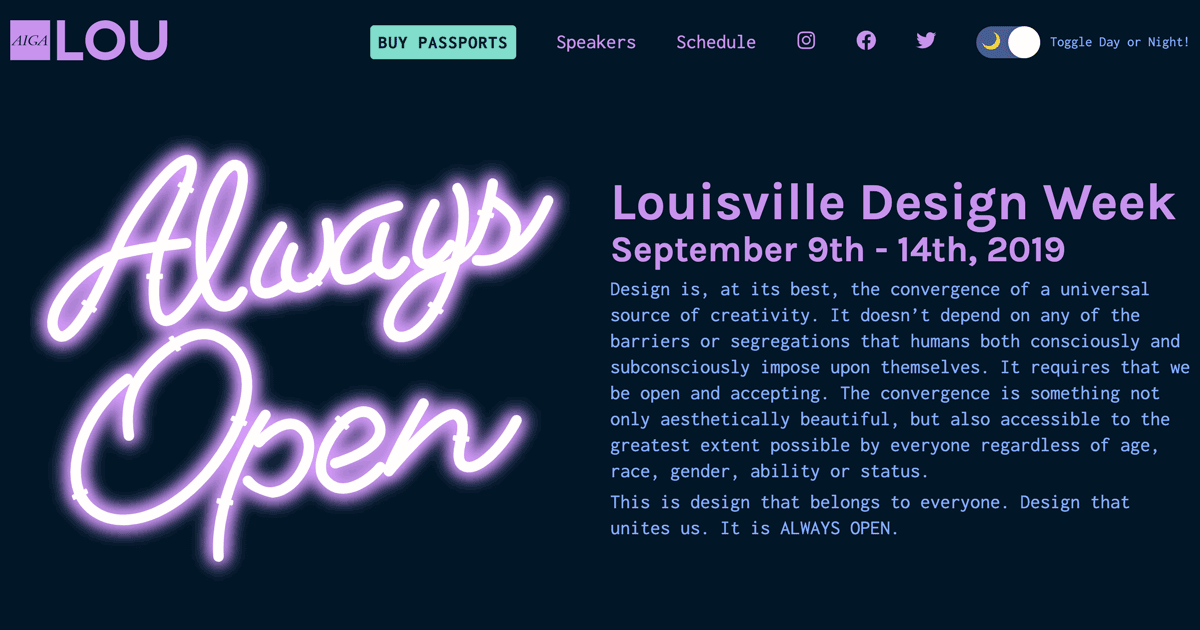 AIGA LOU
BUY PASSPORTS
Speakers
Schedule
Toggle Day or Night!
Always
Open
Louisville Design Week
September 9th - 14th, 2019
Design is, at its best, the convergence of a universal
source of creativity. It doesn’t depend on any of the
barriers or segregations that humans both consciously and
subconsciously impose upon themselves. It requires that we
be open and accepting. The convergence is something not
only aesthetically beautiful, but also accessible to the
greatest extent possible by everyone regardless of age,
race, gender, ability or status.
This is design that belongs to everyone. Design that
unites us. It is ALWAYS OPEN.